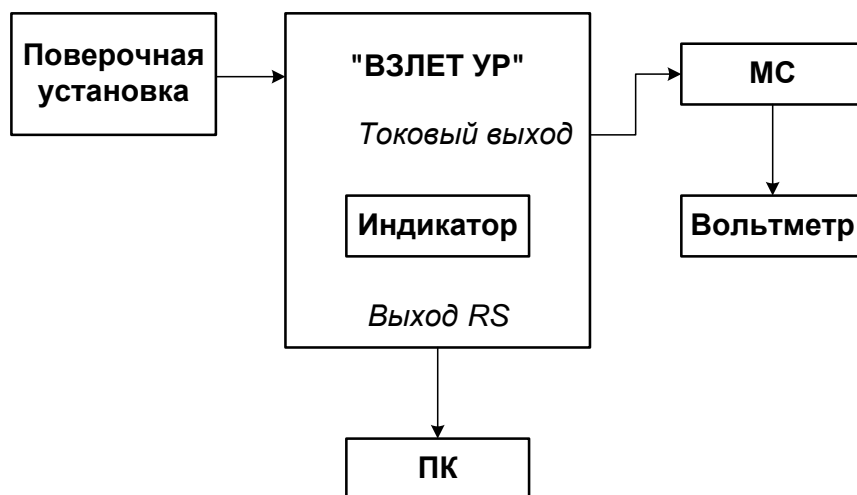 Поверочная
установка
"ВЗЛЕТ УР"
Токовый выход
МС
Индикатор
Вольтметр
Выход RS
ПК